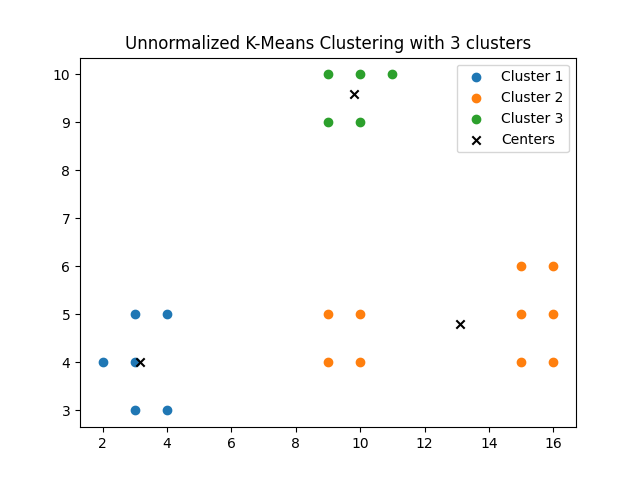 Unnormalized K-Means Clustering with 3 clusters
Cluster 1
Cluster 2
Cluster 3
Centers
10
9
8
7
6
5
4
3
2 4 6 8 10 12 14 16